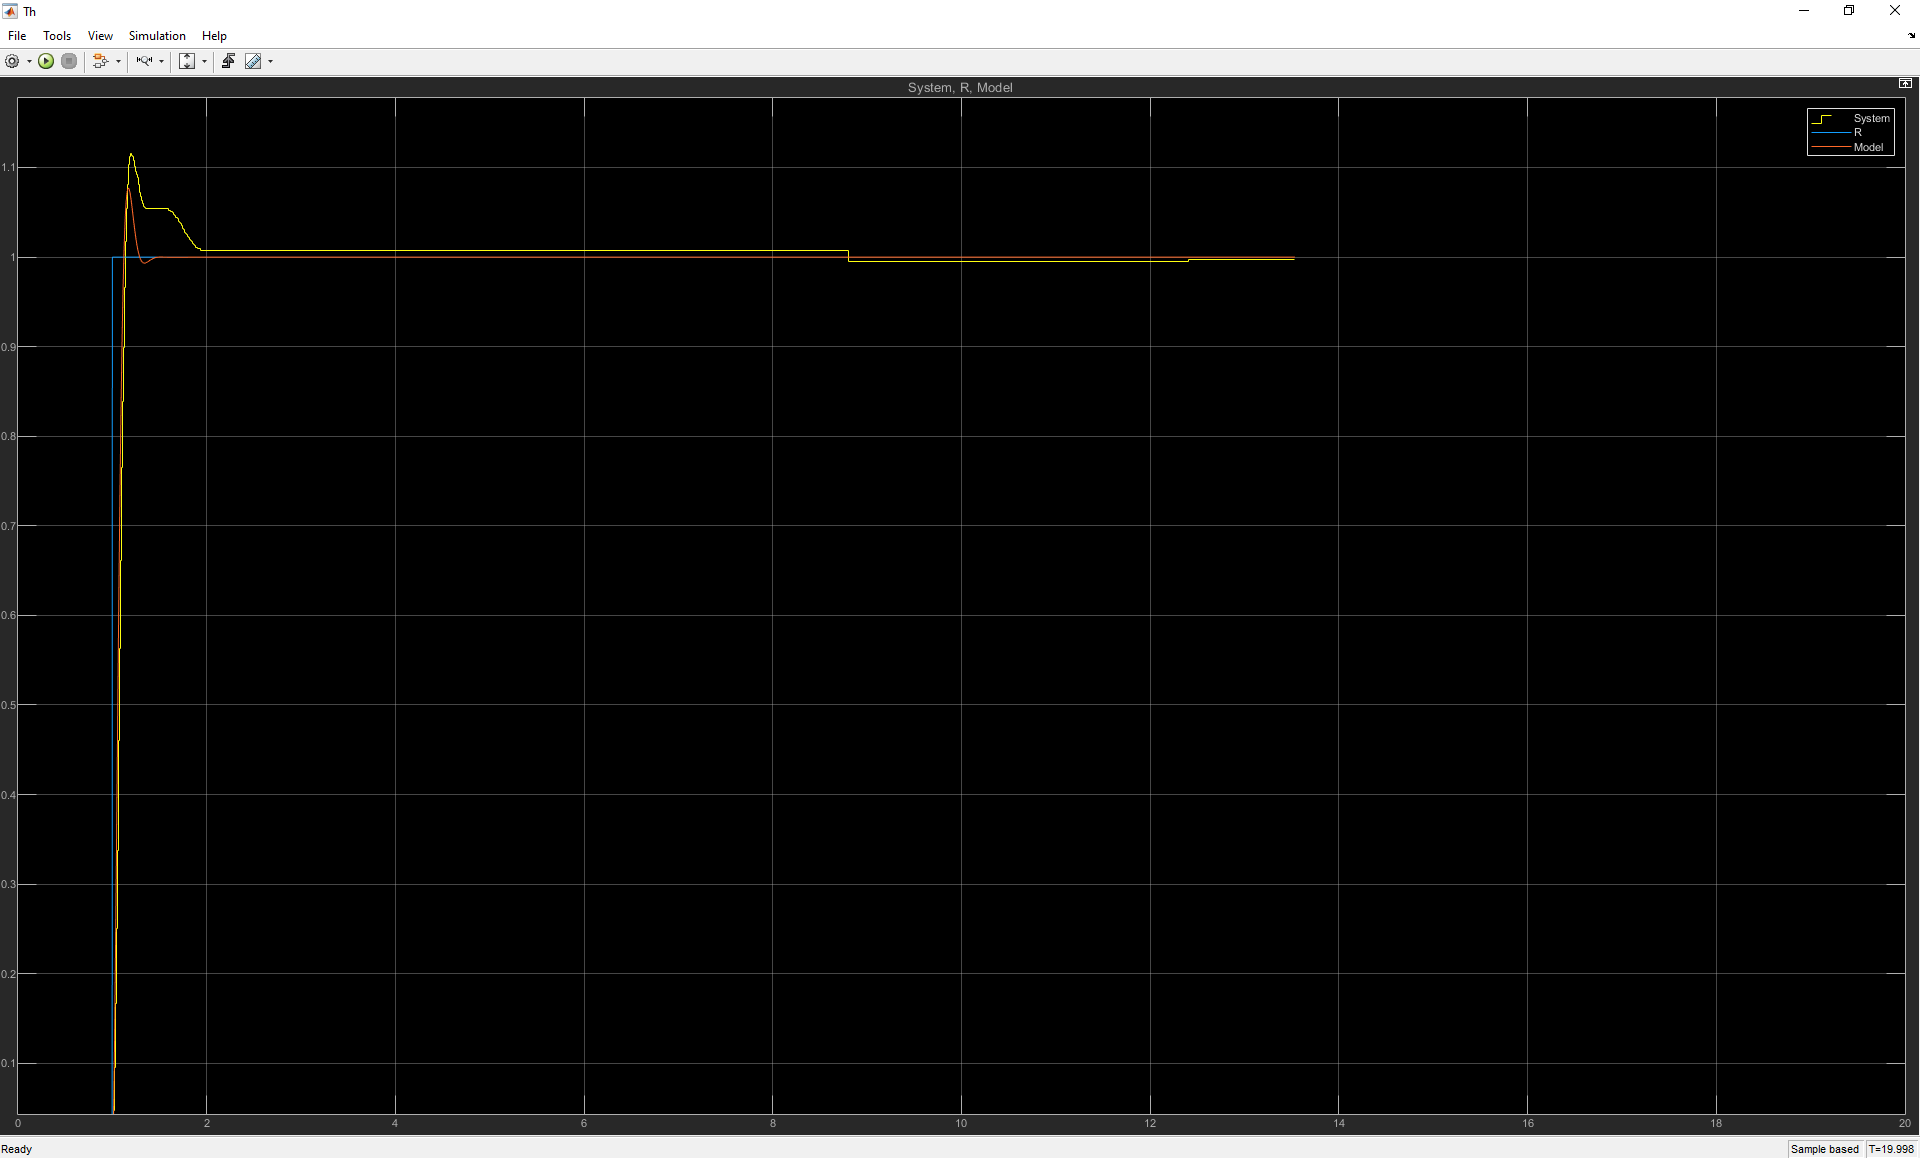 Th
File Tools View Simulation Help
System, R, Model
System
R
Model
1.1
1
0.9
0.8
0.7
0.6
0.5
0.4
0.3
0.2
0.1
0 2 4 6 8 10 12 14 16 18 20
Ready Sample based T=19.998